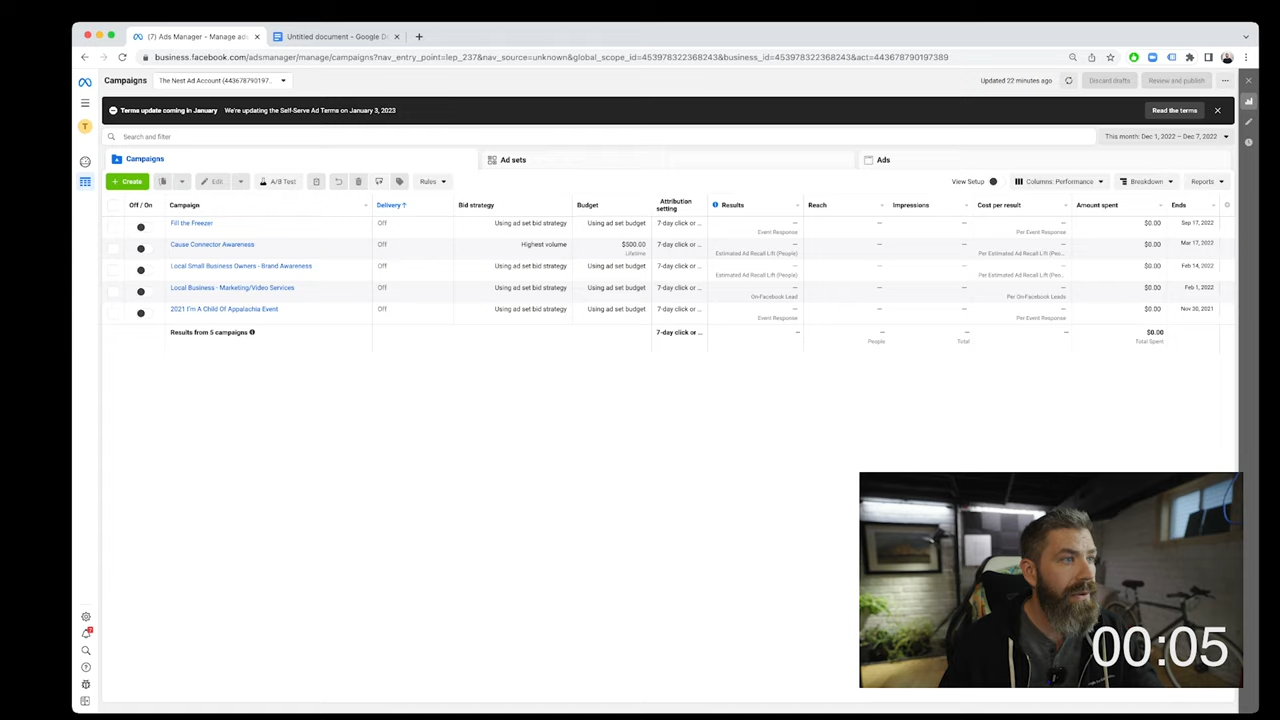 (7) Ads Manager - Manage ads
Untitled document - Google D
business.facebook.com/adsmanager/manage/campaigns?nav_entry_point=lep_237&nav_source=unknown&global_scope_id=453978322368243&business_id=453978322368243&act=443678790197389
Campaigns
The Nest Ad Account (443678790197...
Updated 22 minutes ago
Discard drafts
Review and publish
Terms update coming in January We're updating the Self-Serve Ad Terms on January 3, 2023
Read the terms
Search and filter
This month: Dec 1, 2022 – Dec 7, 2022
Campaigns
Ad sets
Ads
+ Create
Edit
A/B Test
Rules
View Setup
Columns: Performance
Breakdown
Reports
Off / On Campaign Delivery ↑ Bid strategy Budget Attribution setting Results Reach Impressions Cost per result Amount spent Ends
Fill the Freezer Off Using ad set bid strategy Using ad set budget 7-day click or ... — — — — $0.00 Sep 17, 2022
Event Response Per Event Response
Cause Connector Awareness Off Highest volume $500.00 7-day click or ... — — — — $0.00 Mar 17, 2022
Lifetime Estimated Ad Recall Lift (People) Per Estimated Ad Recall Lift (Peo...
Local Small Business Owners - Brand Awareness Off Using ad set bid strategy Using ad set budget 7-day click or ... — — — — $0.00 Feb 14, 2022
Estimated Ad Recall Lift (People) Per Estimated Ad Recall Lift (Peo...
Local Business - Marketing/Video Services Off Using ad set bid strategy Using ad set budget 7-day click or ... — — — — $0.00 Feb 1, 2022
On-Facebook Lead Per On-Facebook Leads
2021 I'm A Child Of Appalachia Event Off Using ad set bid strategy Using ad set budget 7-day click or ... — — — — $0.00 Nov 30, 2021
Event Response Per Event Response
Results from 5 campaigns 7-day click or ... — — — — $0.00
People Total Total Spent
00:05